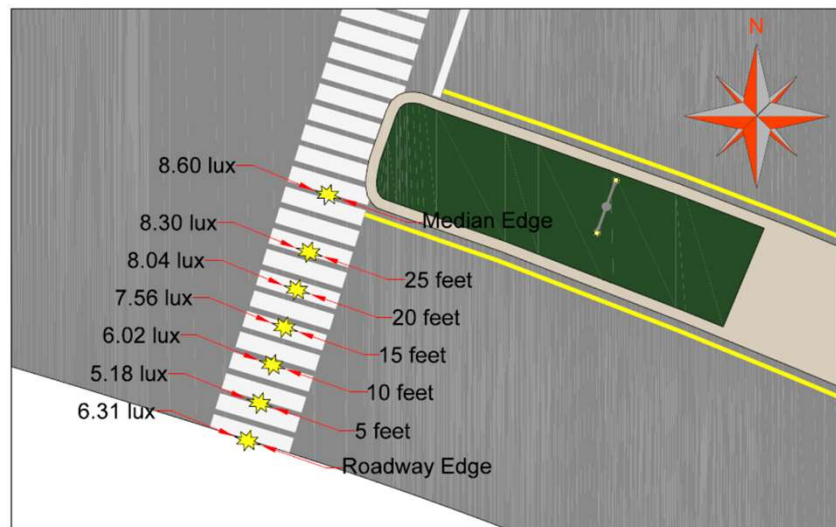 N
8.60 lux
Median Edge
8.30 lux
25 feet
8.04 lux
20 feet
7.56 lux
15 feet
6.02 lux
10 feet
5.18 lux
5 feet
6.31 lux
Roadway Edge